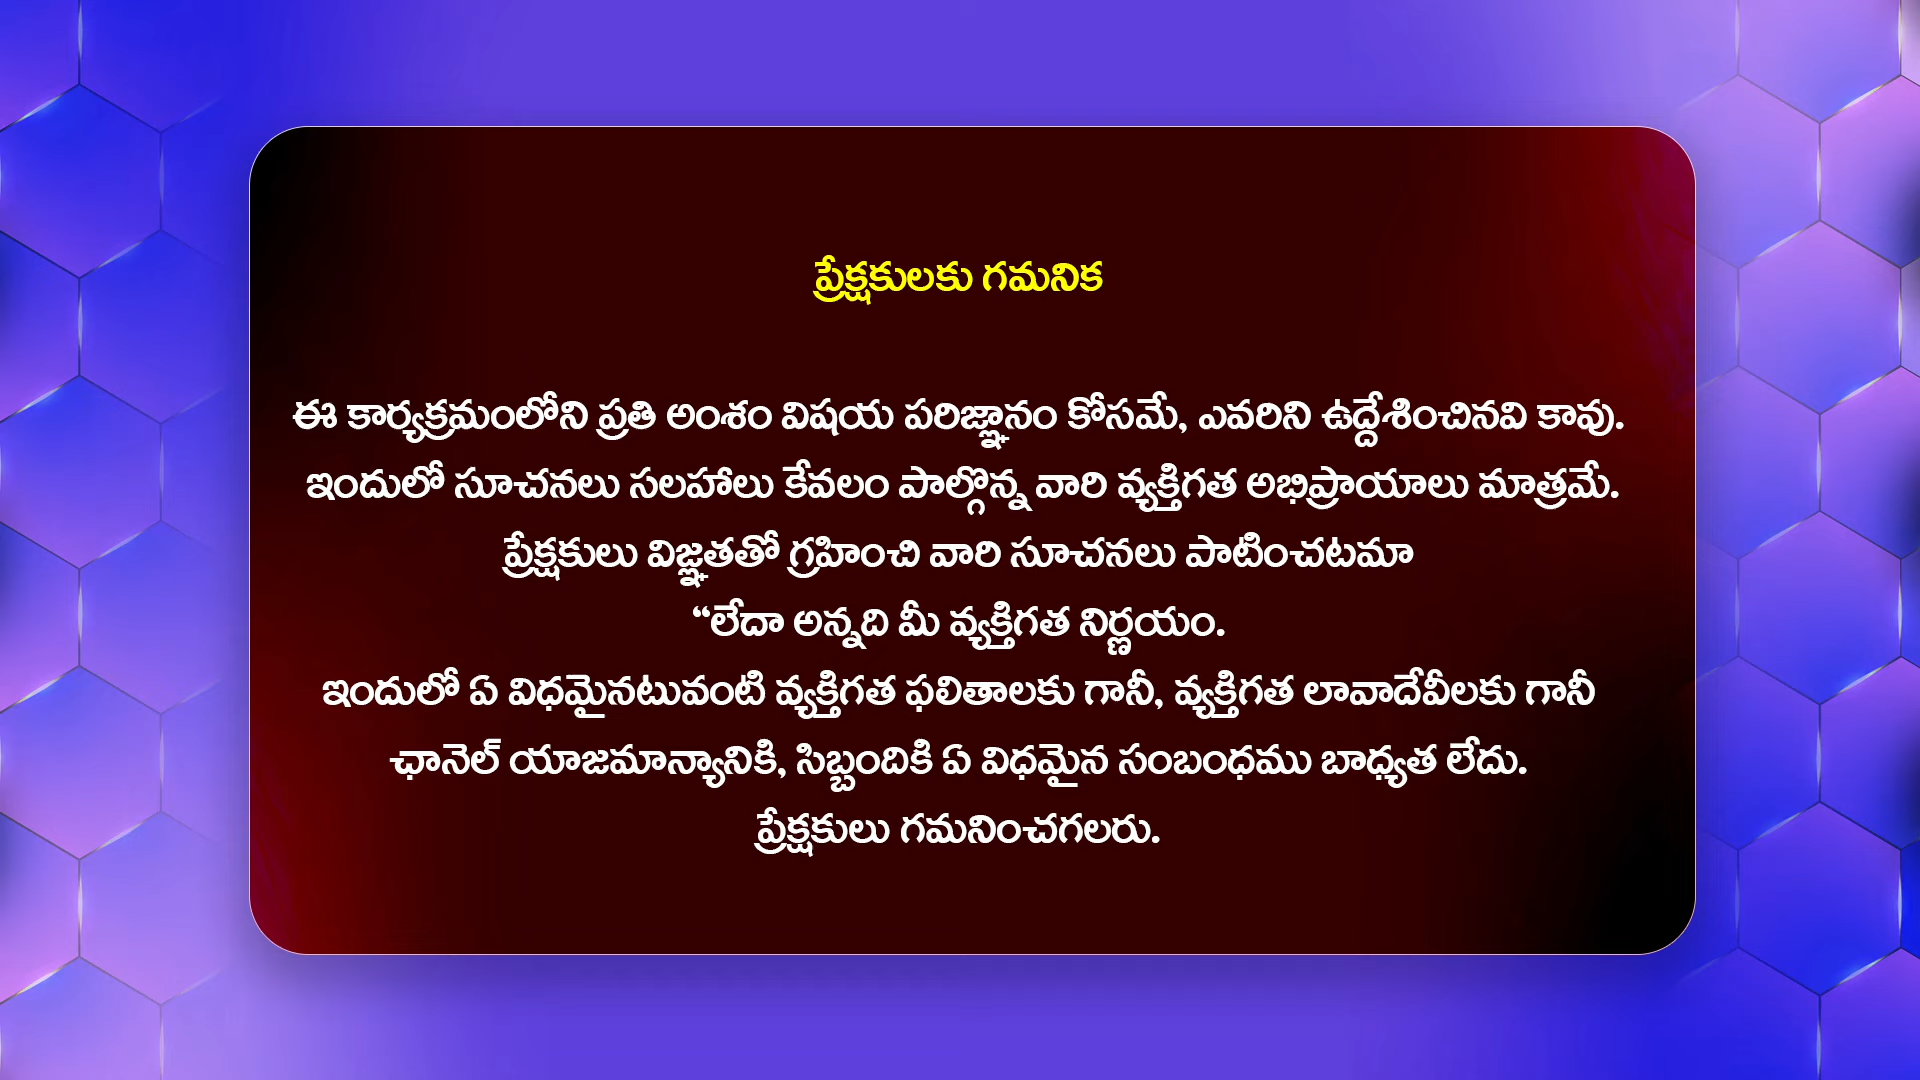 ప్రేక్షకులకు గమనిక
ఈ కార్యక్రమంలోని ప్రతి అంశం విషయ పరిజ్ఞానం కోసమే, ఎవరిని ఉద్దేశించినవి కావు.
ఇందులో సూచనలు సలహాలు కేవలం పాల్గొన్న వారి వ్యక్తిగత అభిప్రాయాలు మాత్రమే.
ప్రేక్షకులు విజ్ఞతతో గ్రహించి వారి సూచనలు పాటించటమా
“లేదా అన్నది మీ వ్యక్తిగత నిర్ణయం.
ఇందులో ఏ విధమైనటువంటి వ్యక్తిగత ఫలితాలకు గానీ, వ్యక్తిగత లావాదేవీలకు గానీ
ఛానెల్ యాజమాన్యానికి, సిబ్బందికి ఏ విధమైన సంబంధము బాధ్యత లేదు.
ప్రేక్షకులు గమనించగలరు.